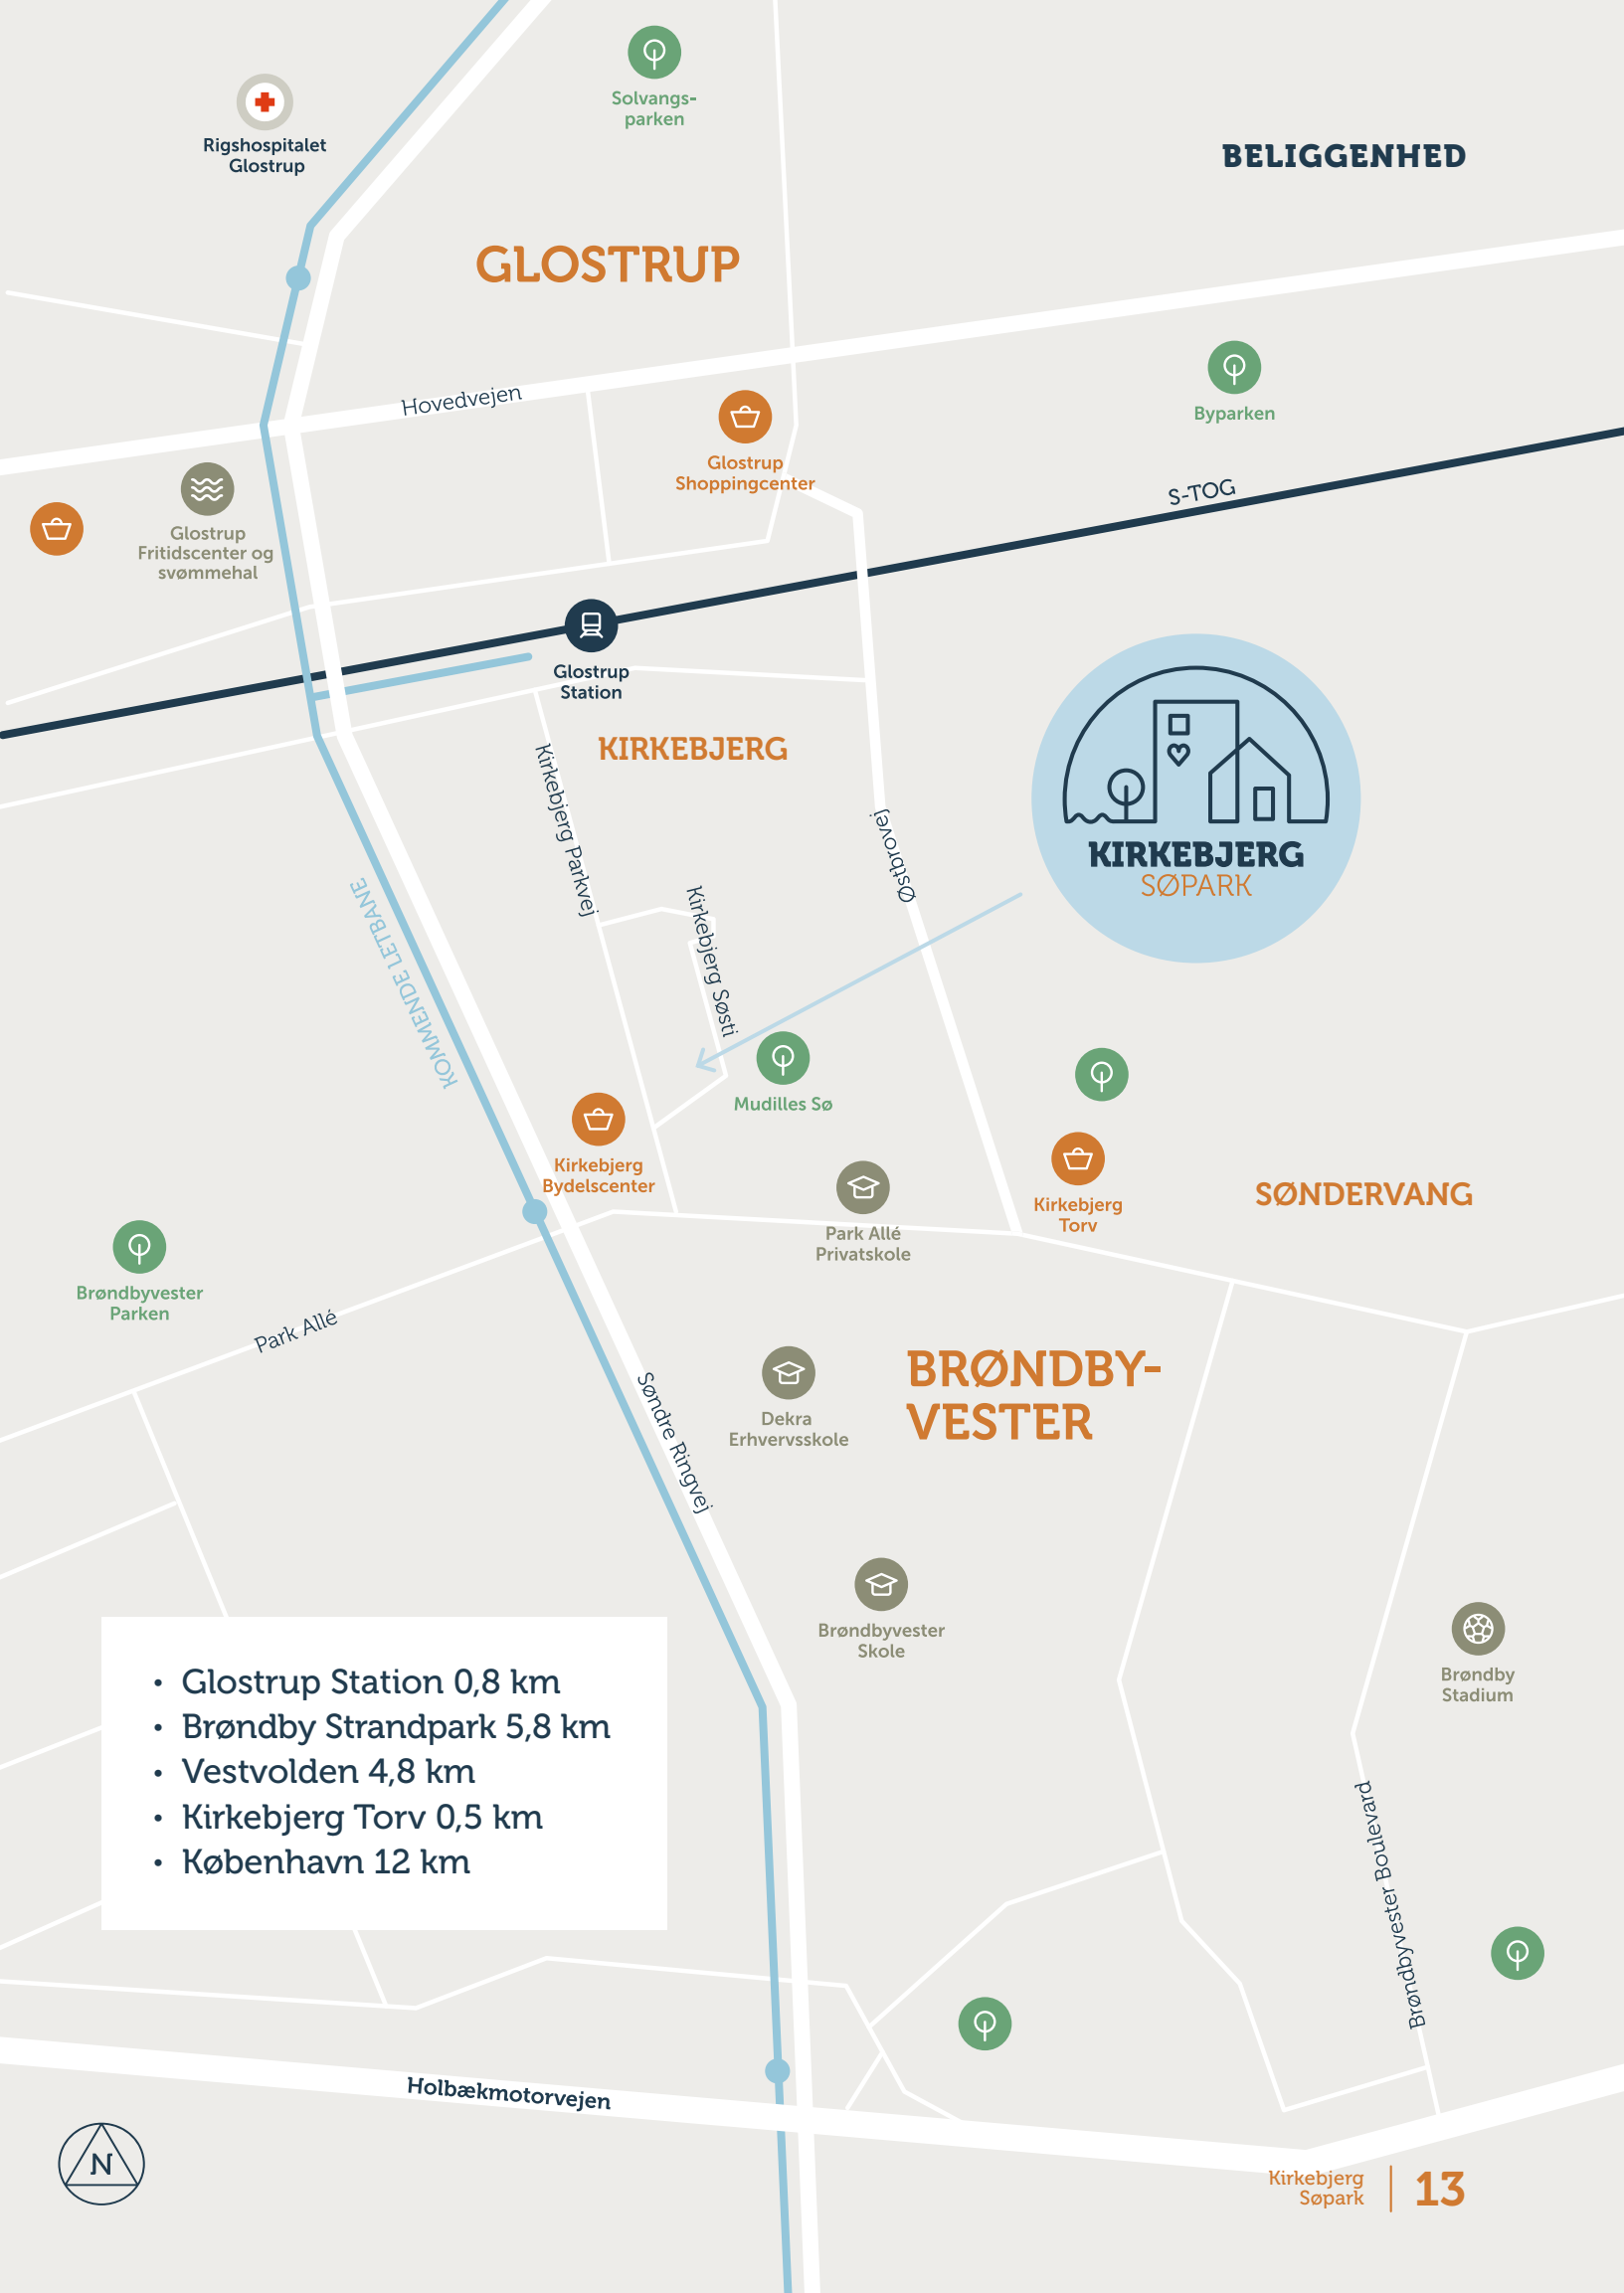 Solvangs-
parken
Rigshospitalet
Glostrup
BELIGGENHED
GLOSTRUP
Hovedvejen
Byparken
Glostrup
Shoppingcenter
S-TOG
Glostrup
Fritidscenter og
svømmehal
Glostrup
Station
KIRKEBJERG
Kirkebjerg Parkvej
Østbrovej
KIRKEBJERG
SØPARK
KOMMENDE LETBANE
Kirkebjerg Søsti
Mudilles Sø
Kirkebjerg
Bydelscenter
Park Allé
Privatskole
Kirkebjerg
Torv
SØNDERVANG
Brøndbyvester
Parken
Park Allé
BRØNDBY-
VESTER
Søndre Ringvej
Dekra
Erhvervsskole
Brøndbyvester
Skole
Brøndby
Stadium
• Glostrup Station 0,8 km
• Brøndby Strandpark 5,8 km
• Vestvolden 4,8 km
• Kirkebjerg Torv 0,5 km
• København 12 km
Brøndbyvester Boulevard
Holbækmotorvejen
N
Kirkebjerg
Søpark
13